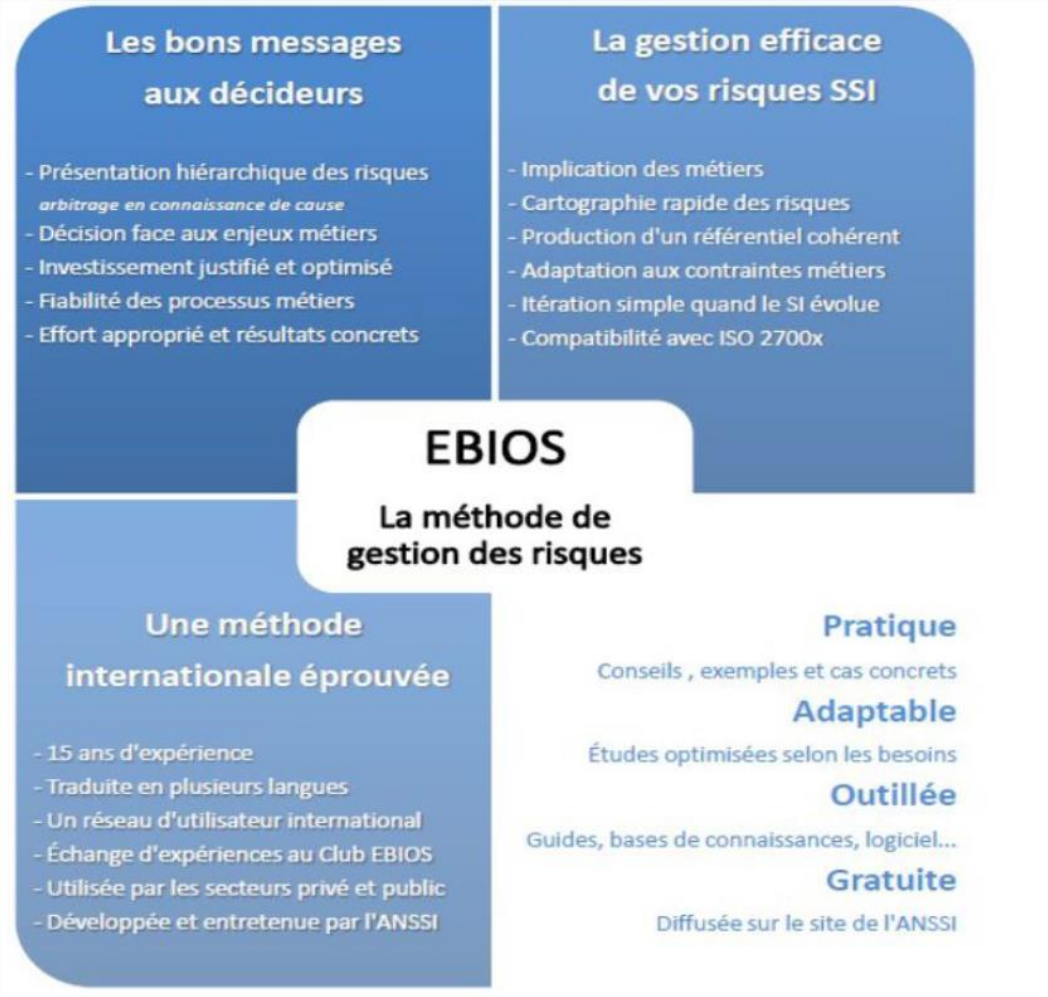 Les bons messages
aux décideurs
- Présentation hiérarchique des risques
arbitrage en connaissance de cause
- Décision face aux enjeux métiers
- Investissement justifié et optimisé
- Fiabilité des processus métiers
- Effort approprié et résultats concrets
La gestion efficace
de vos risques SSI
- Implication des métiers
- Cartographie rapide des risques
- Production d'un référentiel cohérent
- Adaptation aux contraintes métiers
- Itération simple quand le SI évolue
- Compatibilité avec ISO 2700x
EBIOS
La méthode de
gestion des risques
Une méthode
internationale éprouvée
- 15 ans d'expérience
- Traduite en plusieurs langues
- Un réseau d'utilisateur international
- Échange d'expériences au Club EBIOS
- Utilisée par les secteurs privé et public
- Développée et entretenue par l'ANSSI
Pratique
Conseils , exemples et cas concrets
Adaptable
Études optimisées selon les besoins
Outillée
Guides, bases de connaissances, logiciel...
Gratuite
Diffusée sur le site de l'ANSSI